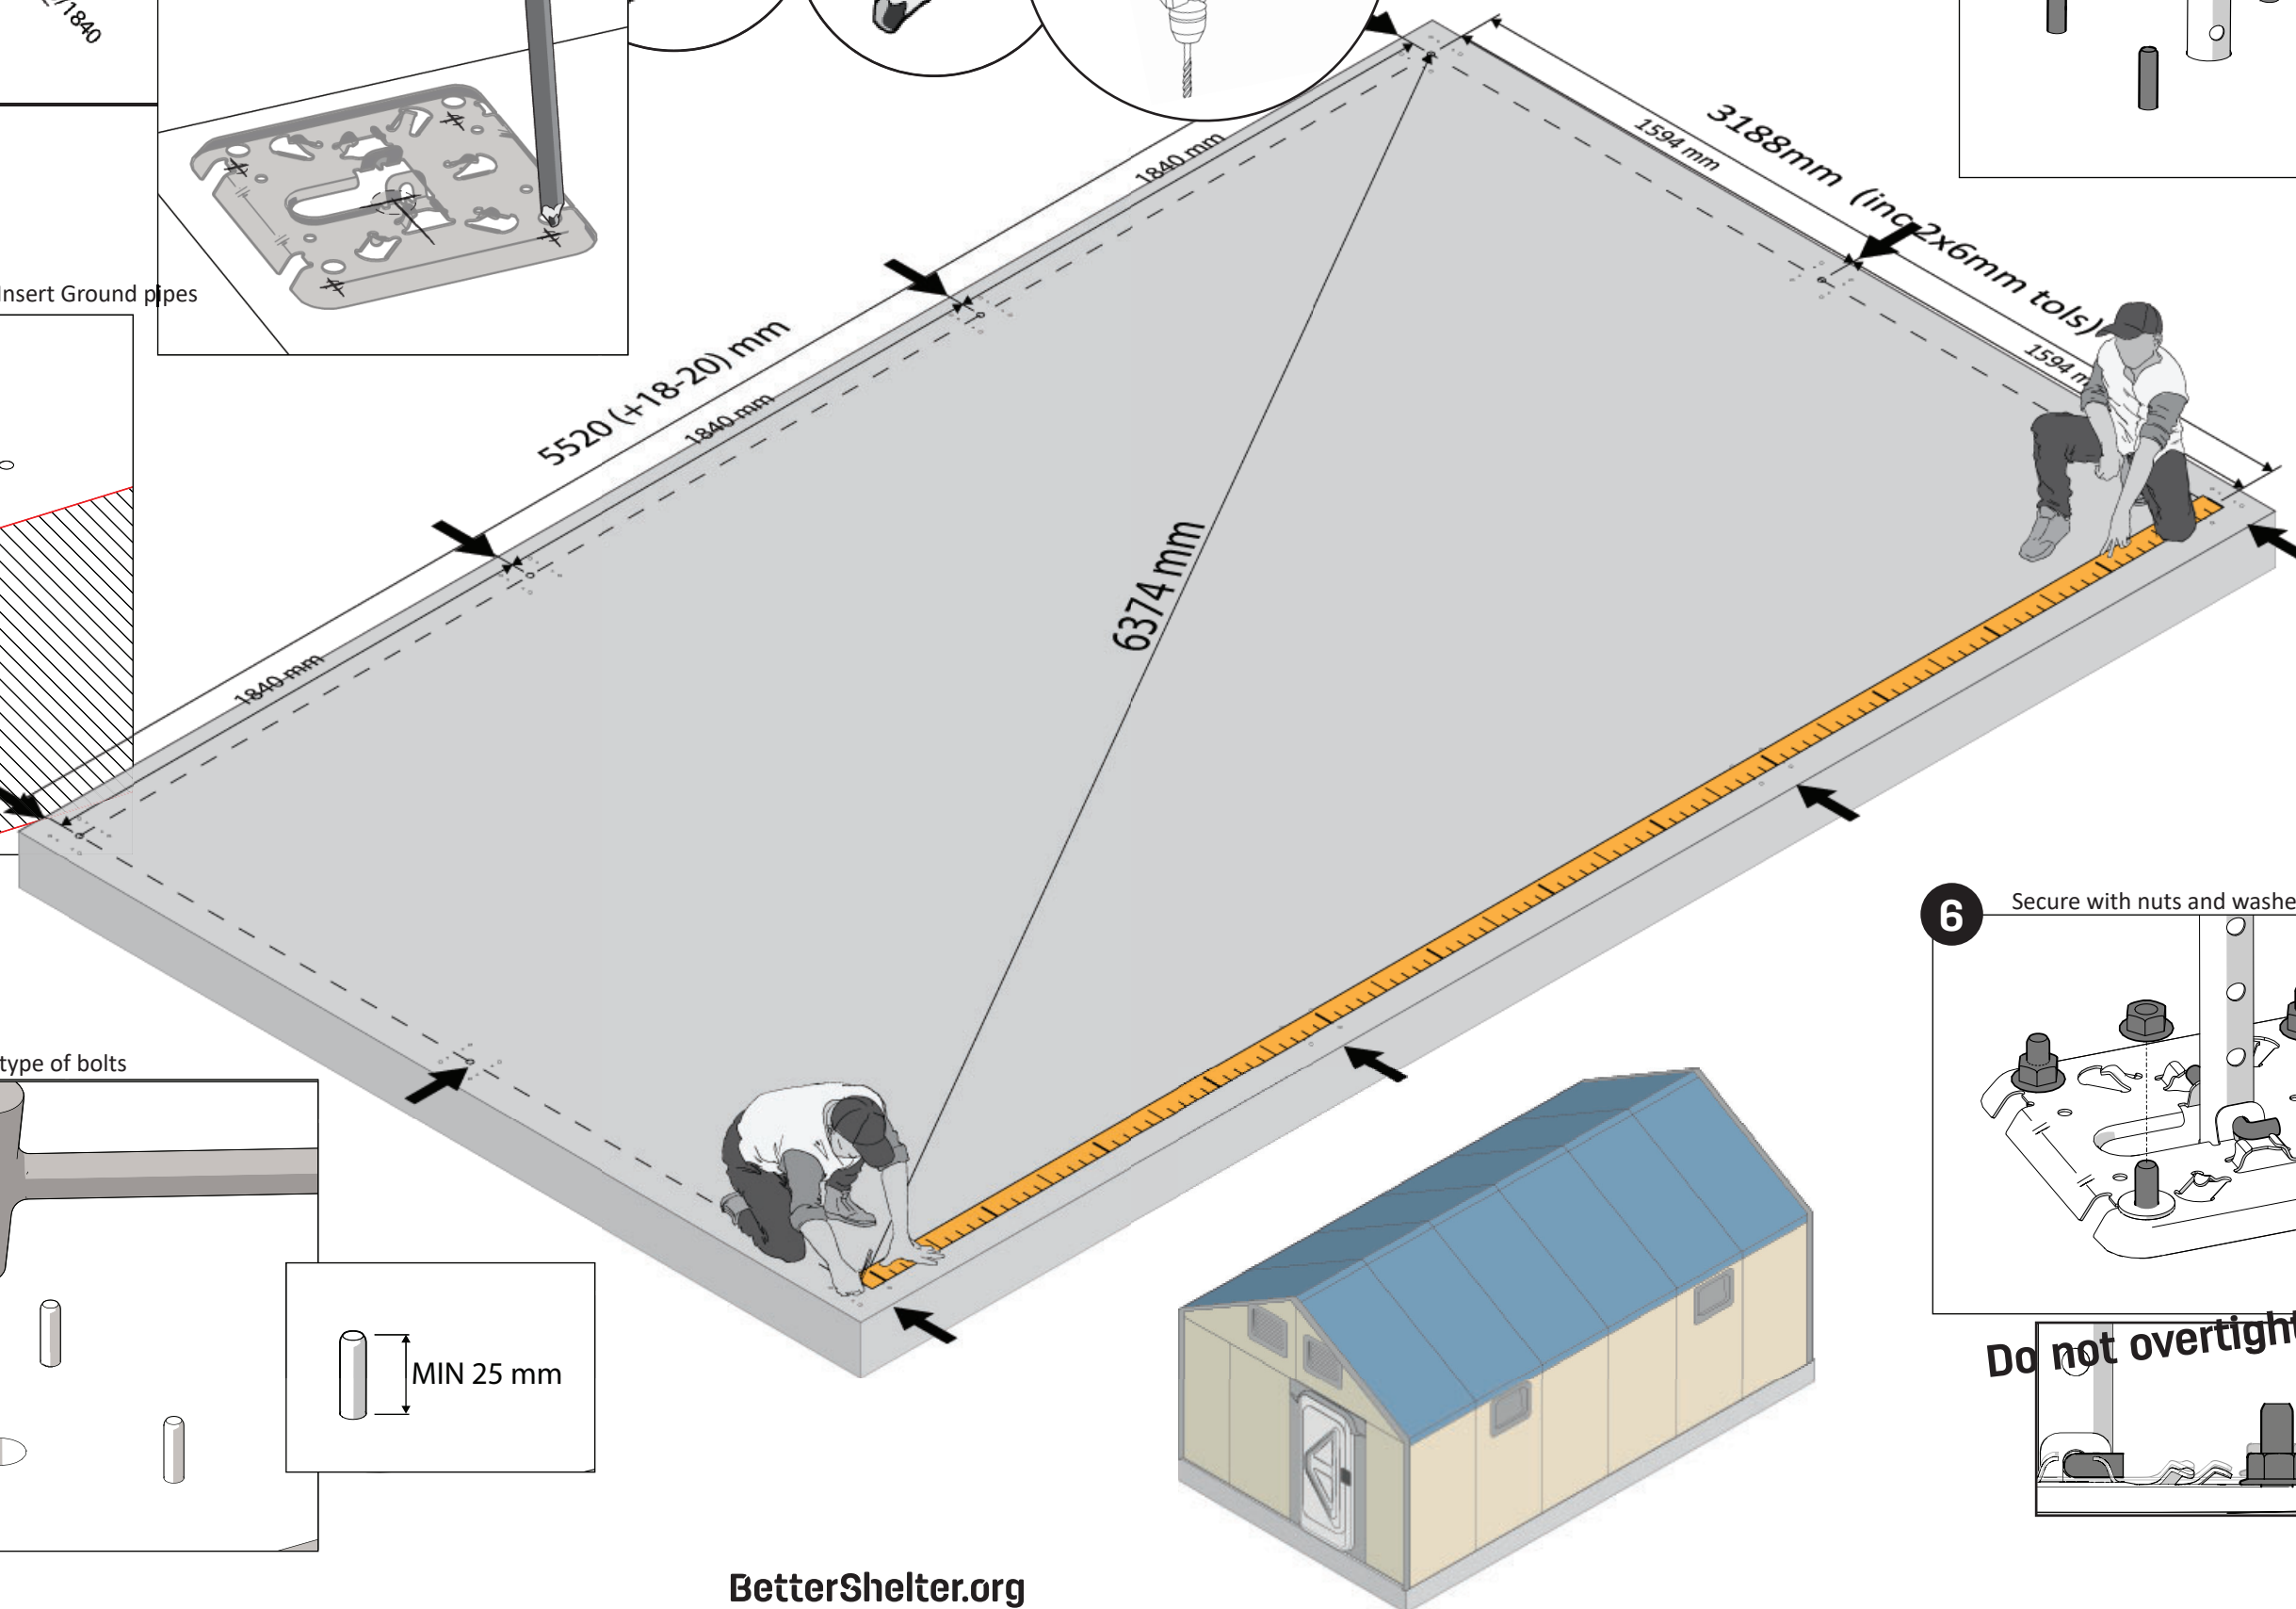 /1840
Insert Ground pipes
1840 mm
1594 mm
3188mm (inc 2x6mm tols)
1594 m
5520 (+18-20) mm
1840 mm
1840 mm
6374 mm
6
Secure with nuts and washe
type of bolts
MIN 25 mm
Do not overtight
BetterShelter.org